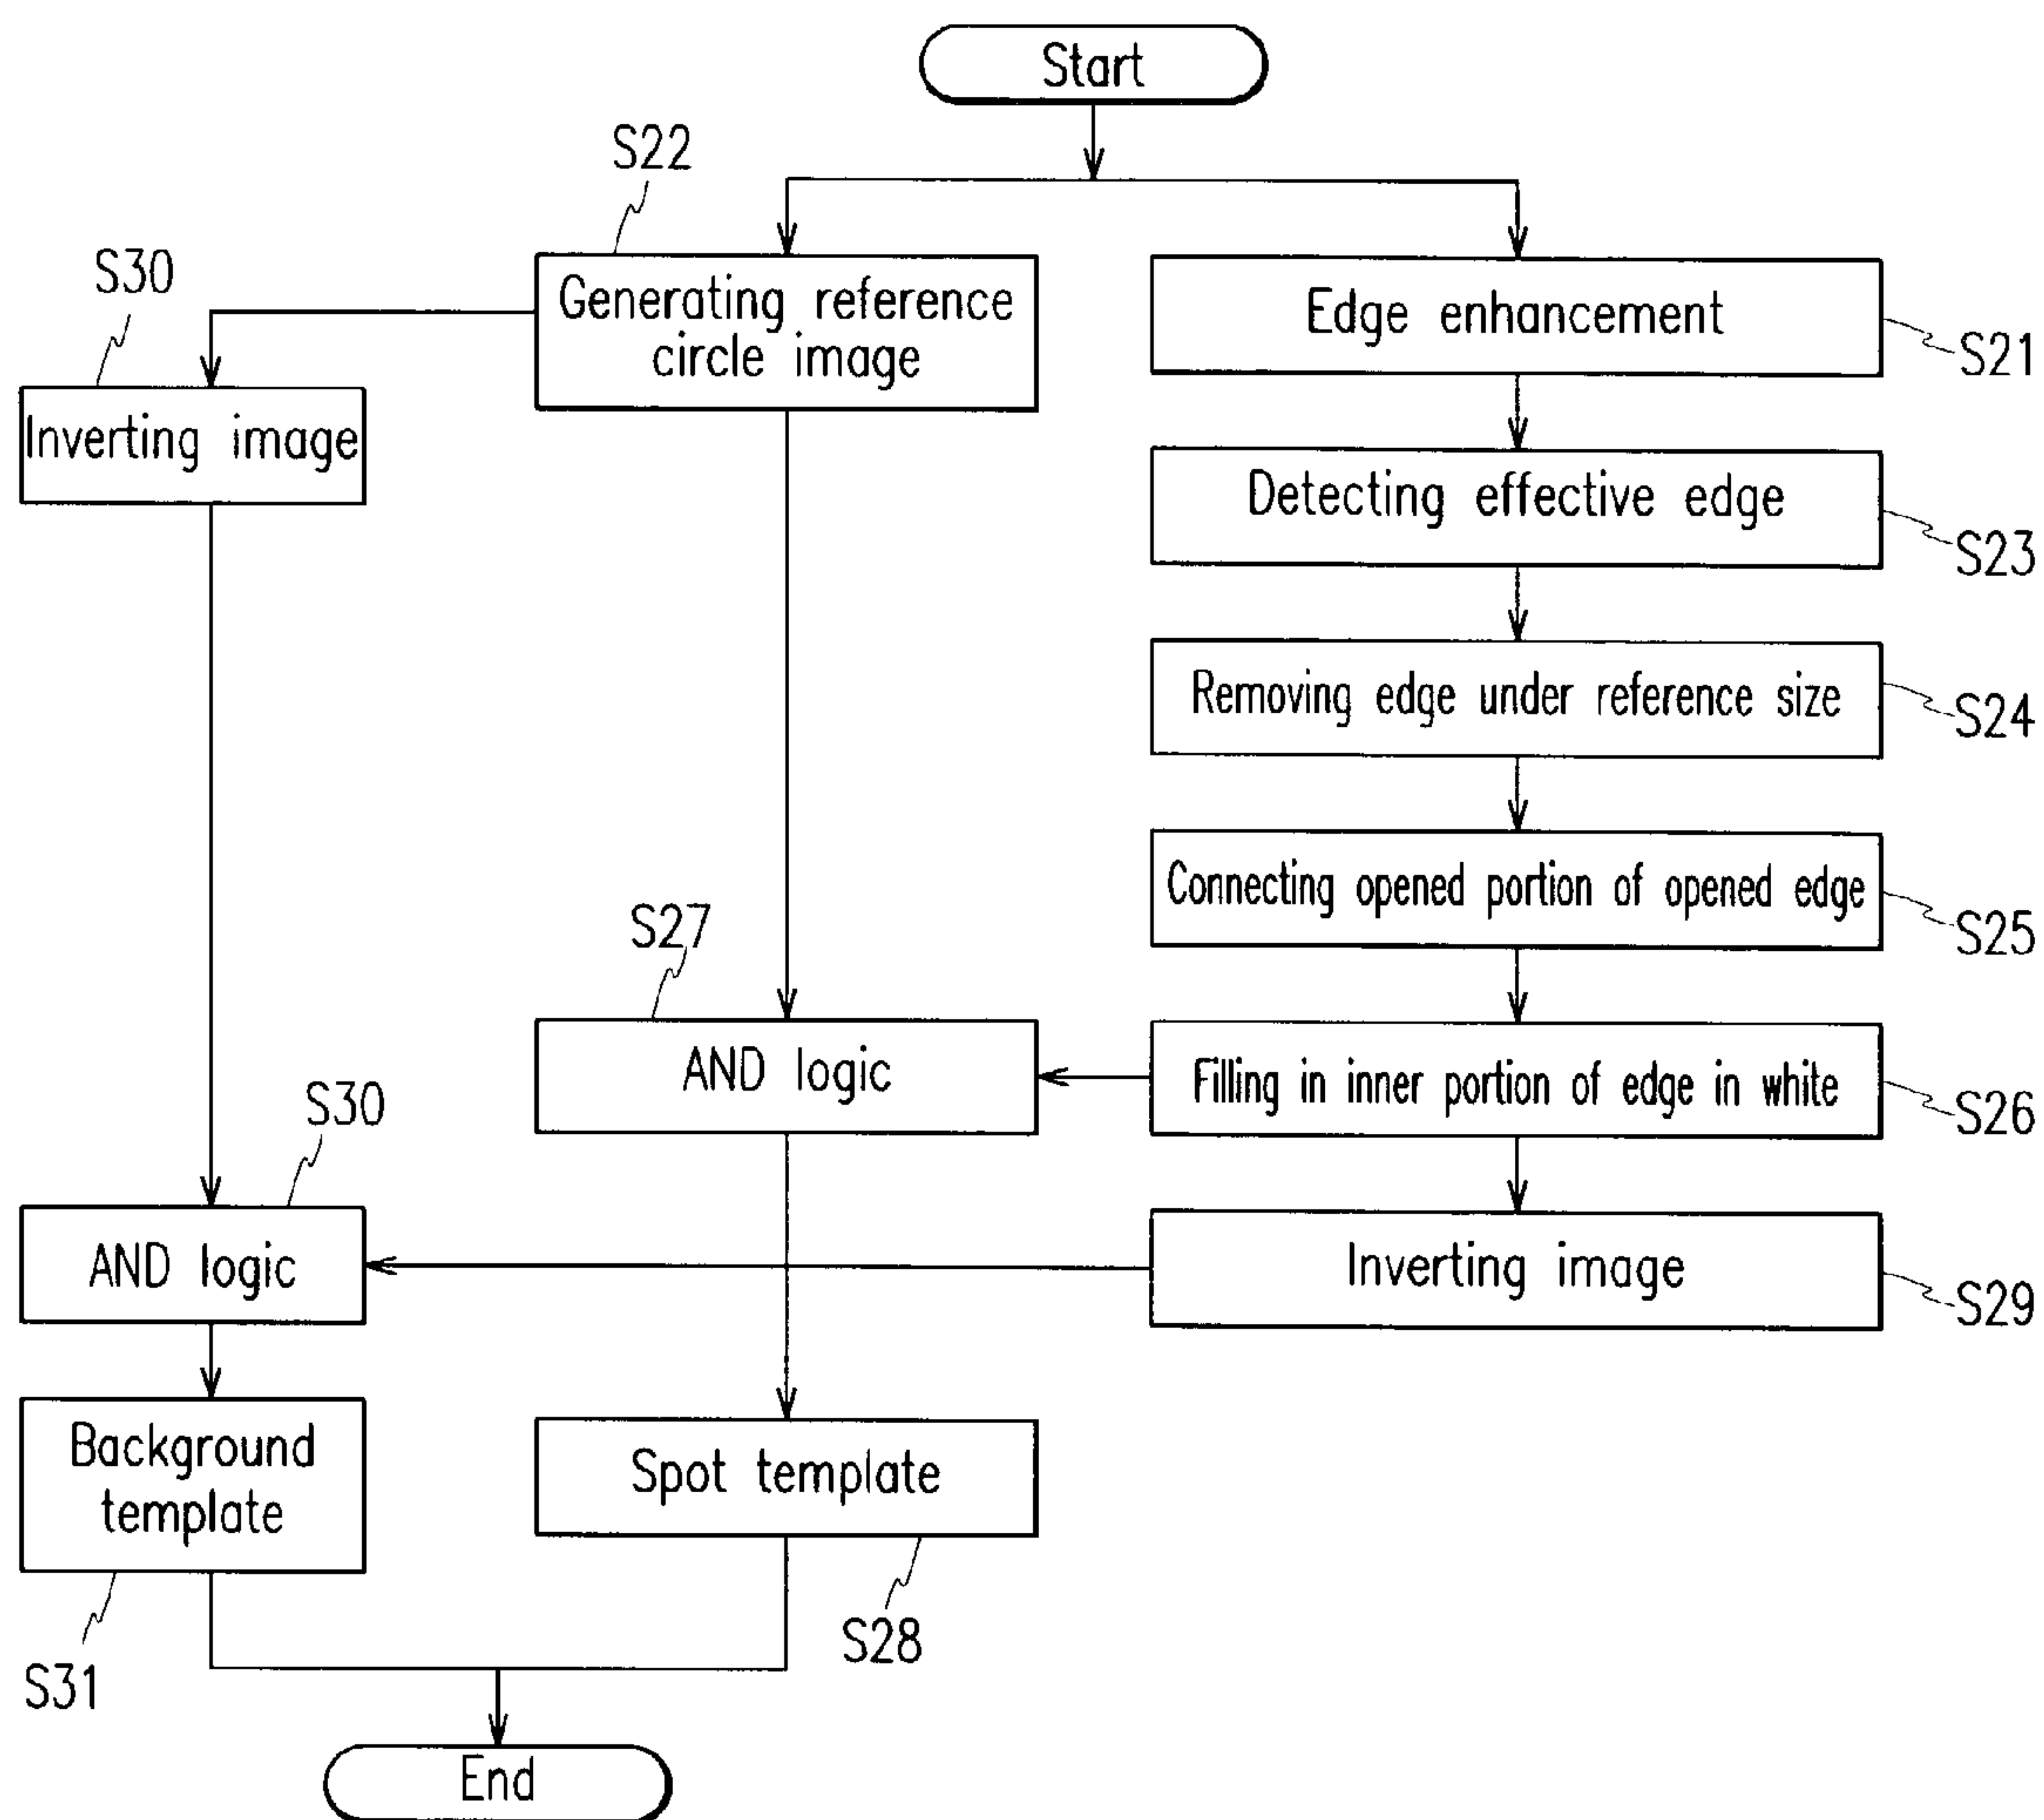 Start
S22
S30
Generating reference
circle image
Edge enhancement
S21
Inverting image
Detecting effective edge
S23
Removing edge under reference size
S24
Connecting opened portion of opened edge
S25
S27
AND logic
Filling in inner portion of edge in white
S26
S30
AND logic
Inverting image
S29
Background
template
Spot template
S28
S31
End